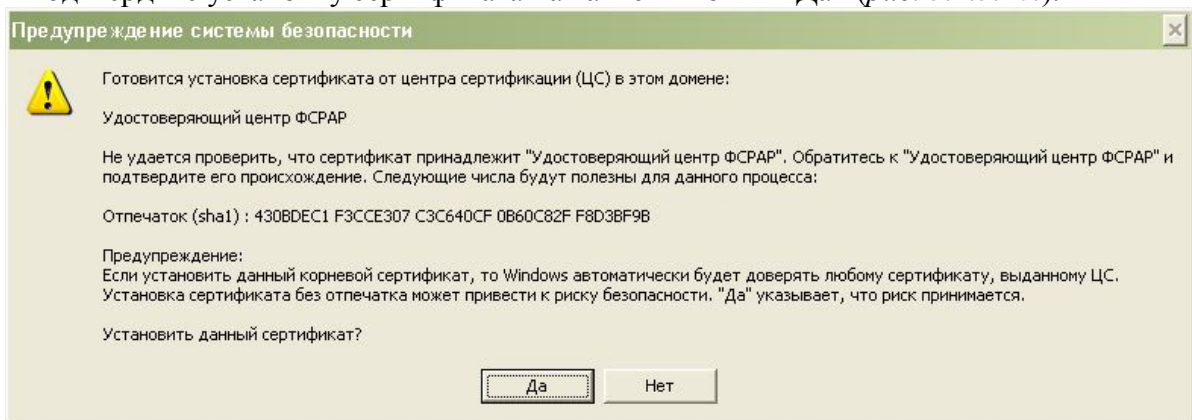 Предупреждение системы безопасности
Готовится установка сертификата от центра сертификации (ЦС) в этом домене:
Удостоверяющий центр ФСРАР
Не удается проверить, что сертификат принадлежит "Удостоверяющий центр ФСРАР". Обратитесь к "Удостоверяющий центр ФСРАР" и
подтвердите его происхождение. Следующие числа будут полезны для данного процесса:
Отпечаток (sha1) : 430BDEC1 F3CCE307 C3C640CF 0B60C82F F8D3BF9B
Предупреждение:
Если установить данный корневой сертификат, то Windows автоматически будет доверять любому сертификату, выданному ЦС.
Установка сертификата без отпечатка может привести к риску безопасности. "Да" указывает, что риск принимается.
Установить данный сертификат?
Да
Нет